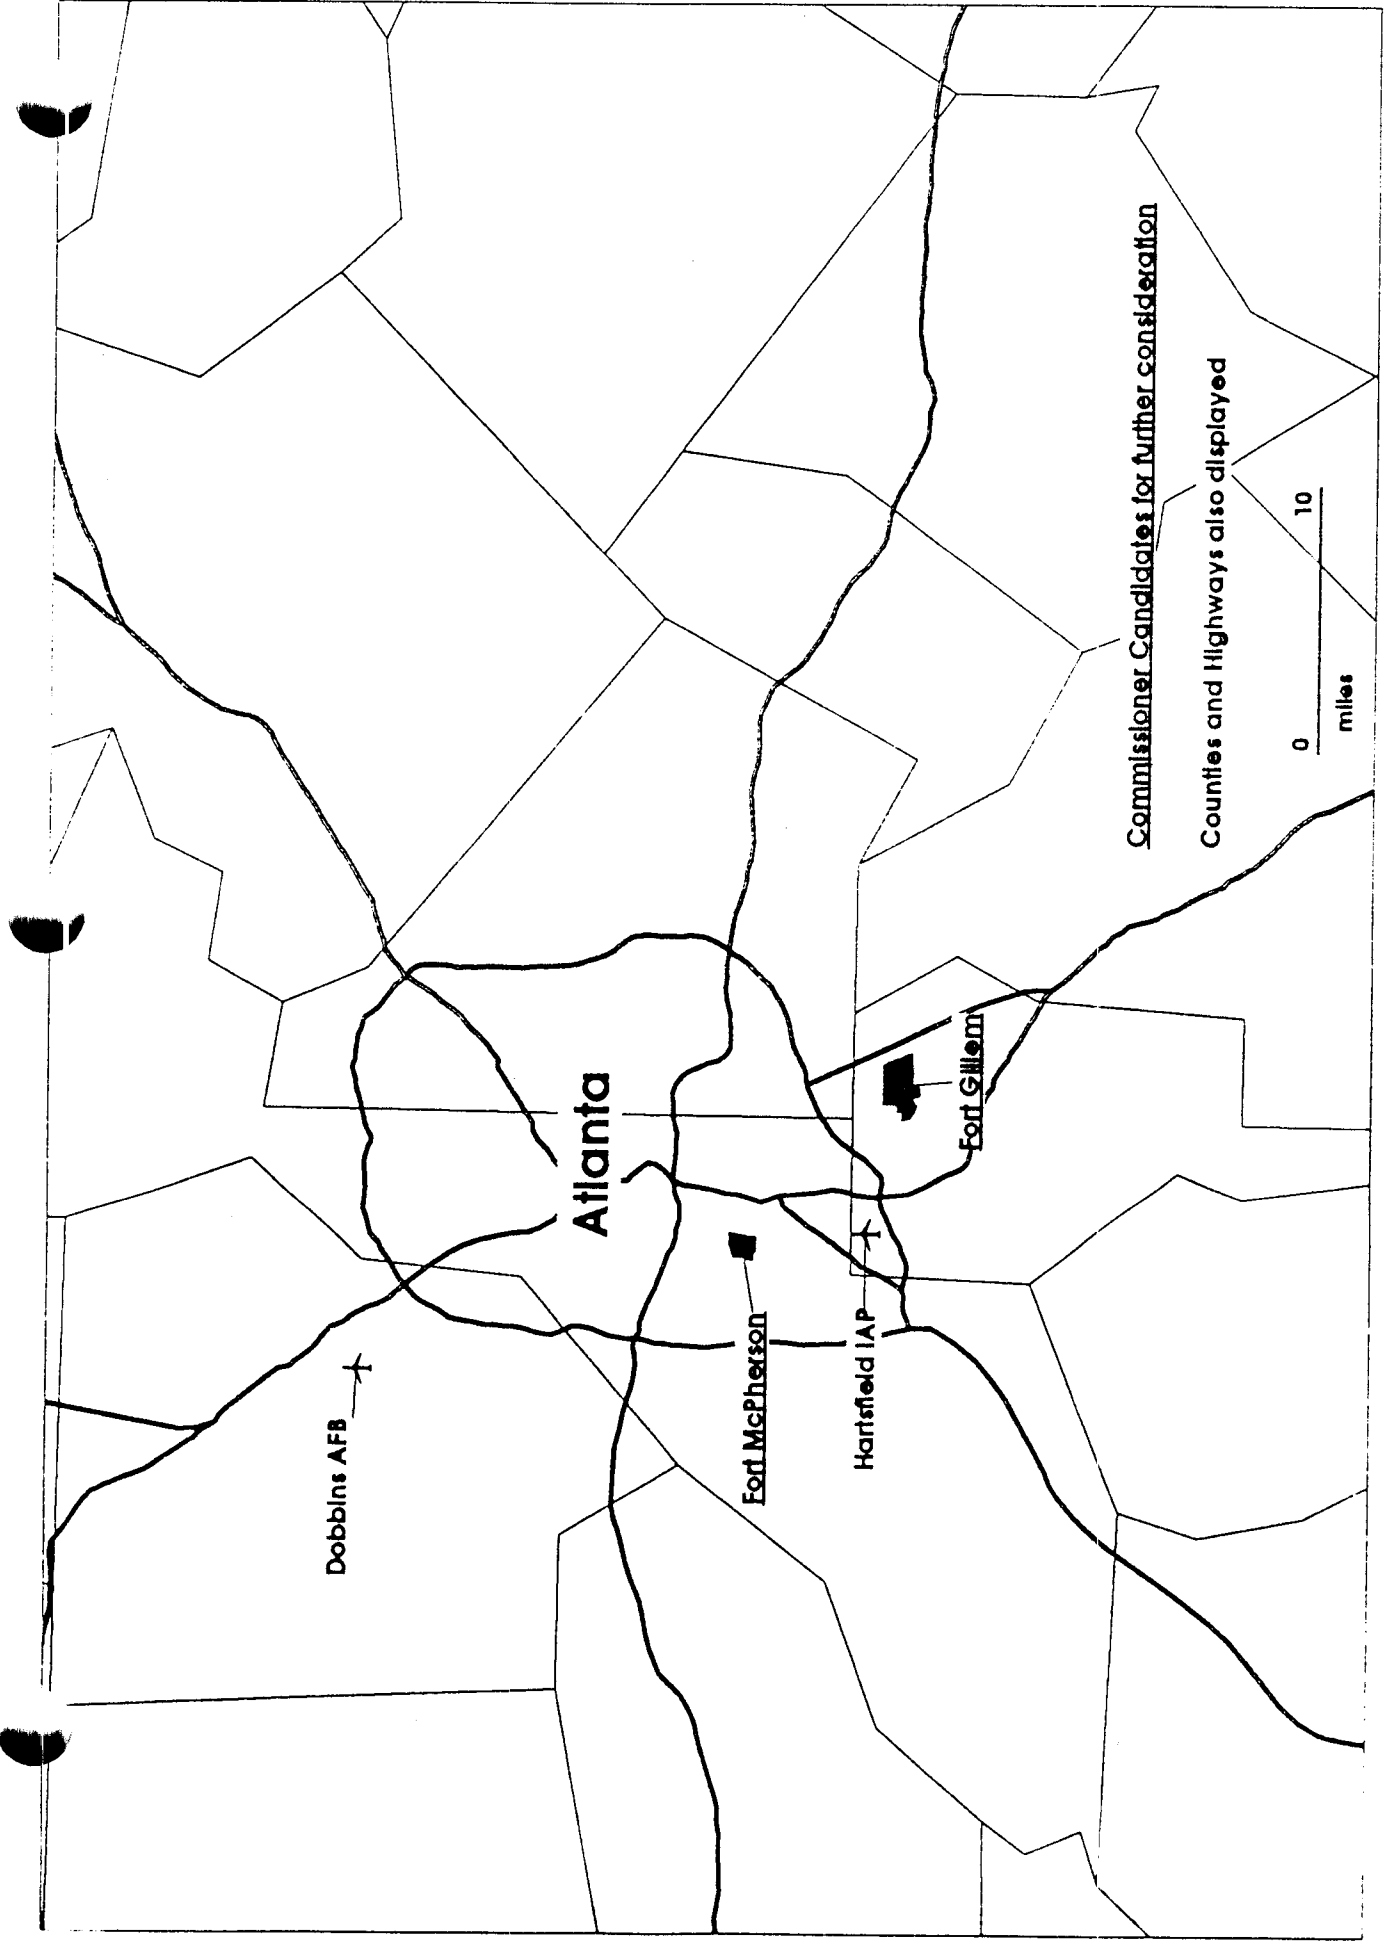 Dobbins AFB
Atlanta
Fort McPherson
Hartsfield IAP
Fort Gillem
Commissioner Candidates for further consideration
Counties and Highways also displayed
0 10
miles